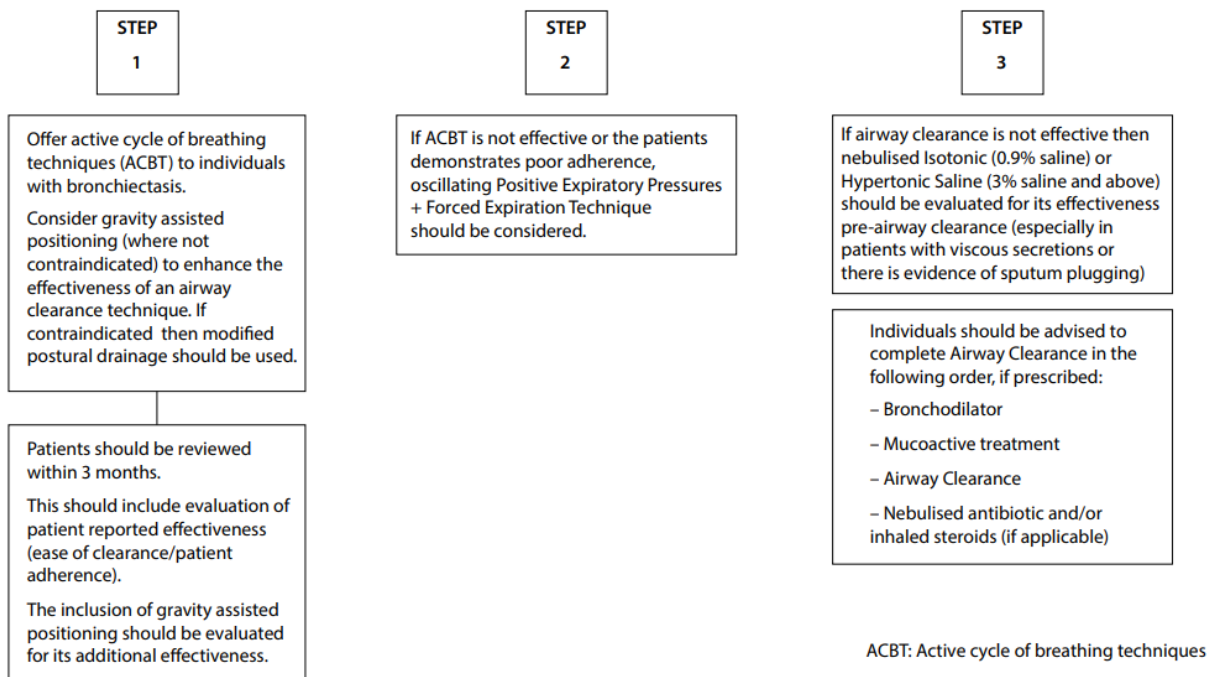 STEP
1
Offer active cycle of breathing
techniques (ACBT) to individuals
with bronchiectasis.
Consider gravity assisted
positioning (where not
contraindicated) to enhance the
effectiveness of an airway
clearance technique. If
contraindicated then modified
postural drainage should be used.
Patients should be reviewed
within 3 months.
This should include evaluation of
patient reported effectiveness
(ease of clearance/patient
adherence).
The inclusion of gravity assisted
positioning should be evaluated
for its additional effectiveness.
STEP
2
If ACBT is not effective or the patients
demonstrates poor adherence,
oscillating Positive Expiratory Pressures
+ Forced Expiration Technique
should be considered.
STEP
3
If airway clearance is not effective then
nebulised Isotonic (0.9% saline) or
Hypertonic Saline (3% saline and above)
should be evaluated for its effectiveness
pre-airway clearance (especially in
patients with viscous secretions or
there is evidence of sputum plugging)
Individuals should be advised to
complete Airway Clearance in the
following order, if prescribed:
– Bronchodilator
– Mucoactive treatment
– Airway Clearance
– Nebulised antibiotic and/or
inhaled steroids (if applicable)
ACBT: Active cycle of breathing techniques